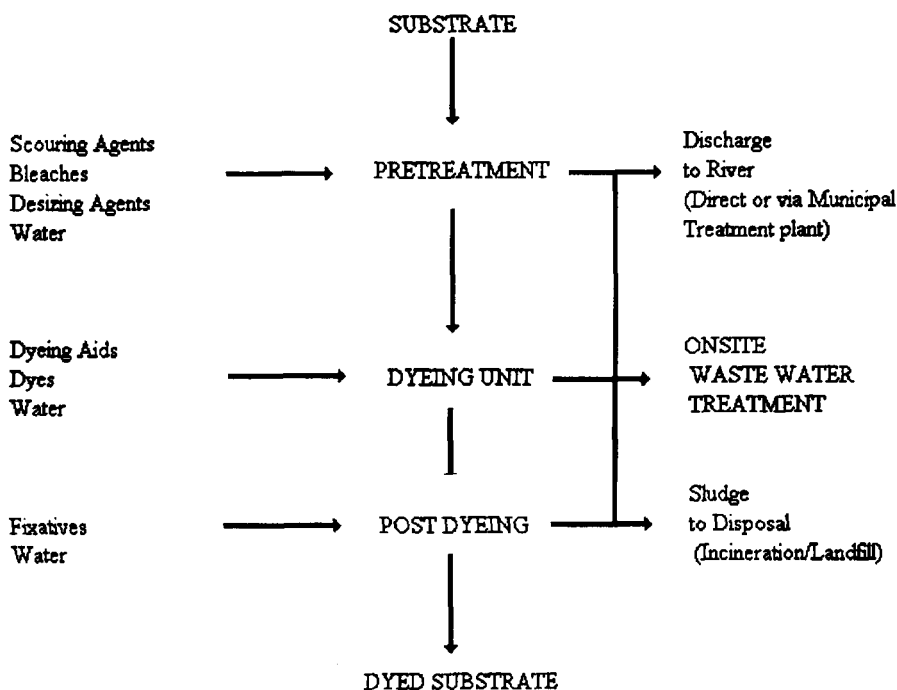 SUBSTRATE
Scouring Agents
Bleaches
Desizing Agents
Water
PRETREATMENT
Discharge
to River
(Direct or via Municipal
Treatment plant)
Dyeing Aids
Dyes
Water
DYEING UNIT
ONSITE
WASTE WATER
TREATMENT
Fixatives
Water
POST DYEING
Sludge
to Disposal
(Incineration/Landfill)
DYED SUBSTRATE